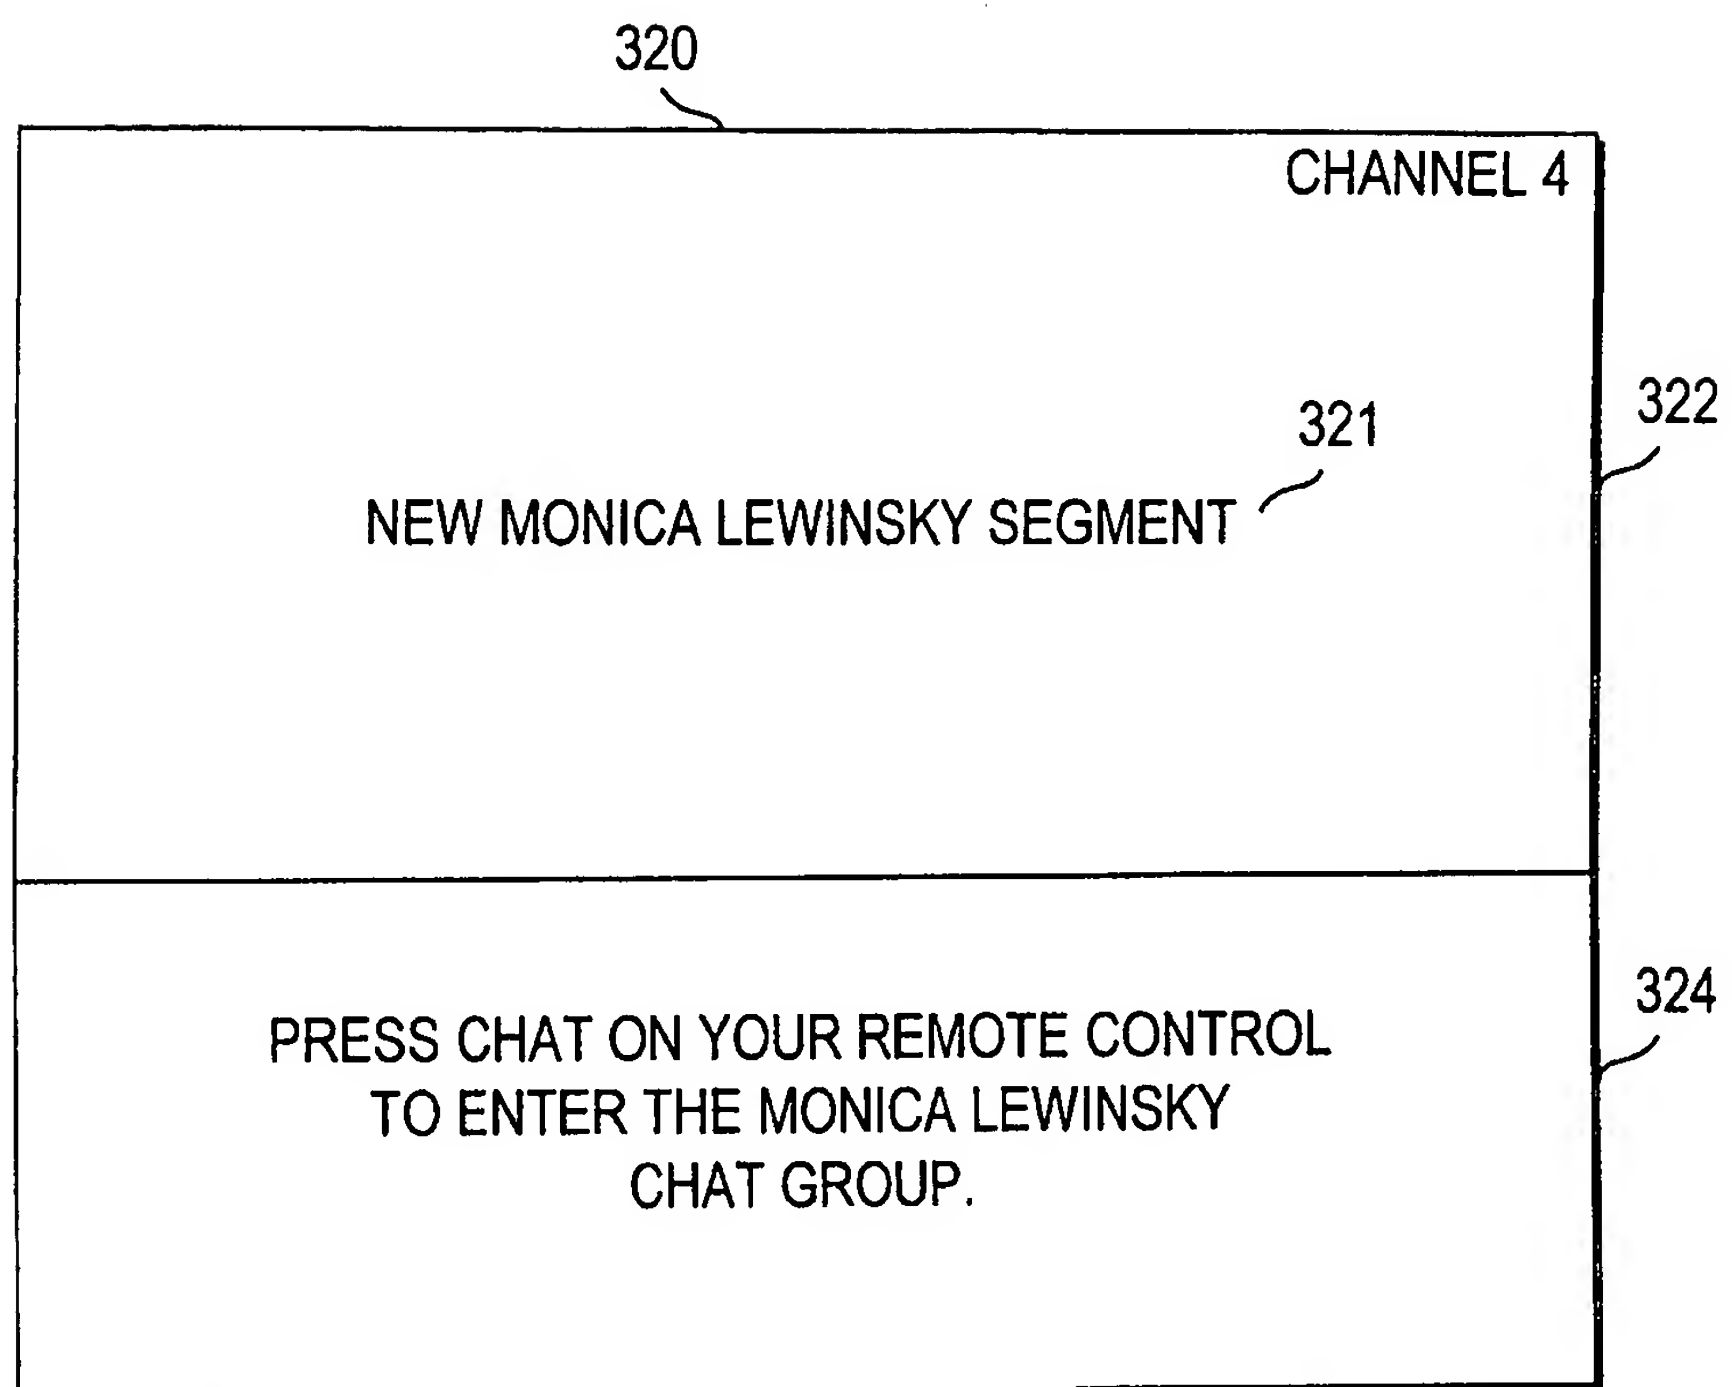 320
CHANNEL 4
322
321
NEW MONICA LEWINSKY SEGMENT
324
PRESS CHAT ON YOUR REMOTE CONTROL
TO ENTER THE MONICA LEWINSKY
CHAT GROUP.